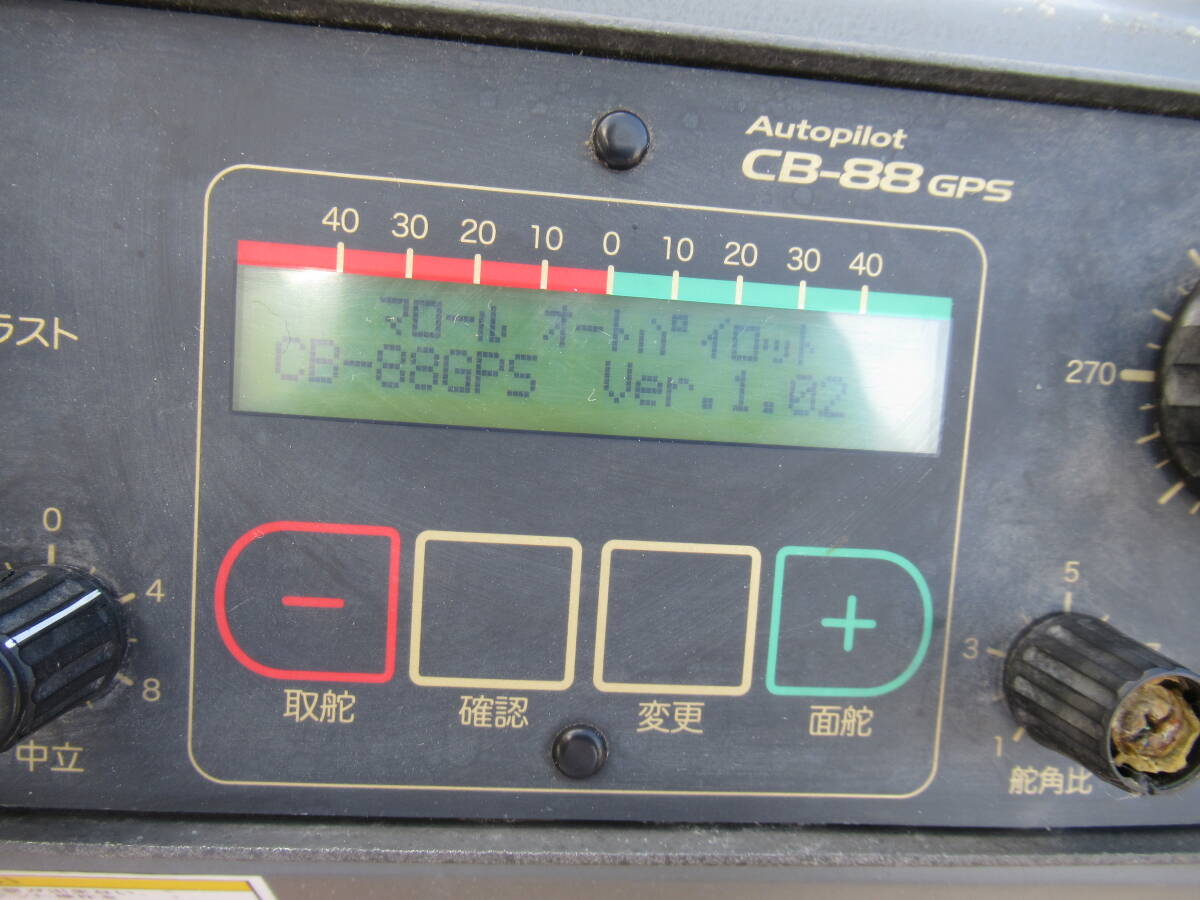 Autopilot
CB-88 GPS
40 30 20 10 0 10 20 30 40
マロール オートパイロット
CB-88GPS Ver.1.02
ラスト
270
0
4
8
中立
−
+
取舵
確認
変更
面舵
5
3
1
舵角比